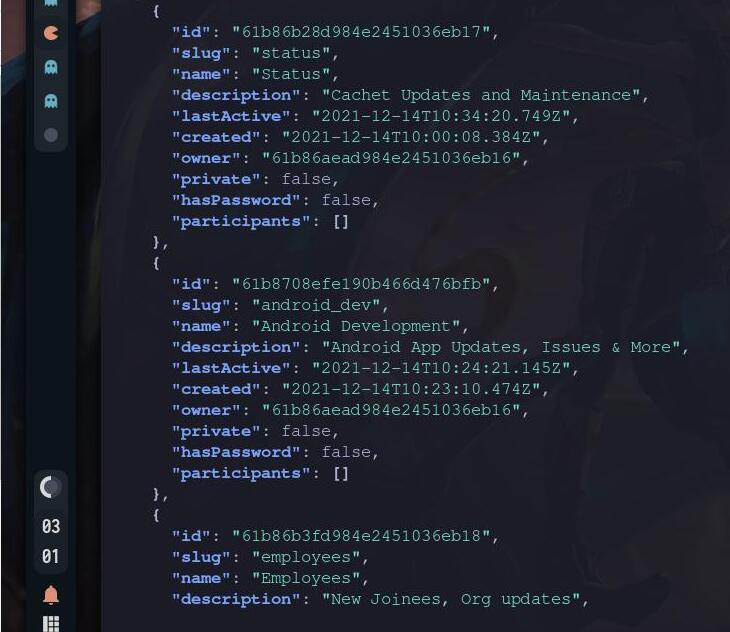 {
"id": "61b86b28d984e2451036eb17",
"slug": "status",
"name": "Status",
"description": "Cachet Updates and Maintenance",
"lastActive": "2021-12-14T10:34:20.749Z",
"created": "2021-12-14T10:00:08.384Z",
"owner": "61b86aead984e2451036eb16",
"private": false,
"hasPassword": false,
"participants": []
},
{
"id": "61b8708efe190b466d476bfb",
"slug": "android_dev",
"name": "Android Development",
"description": "Android App Updates, Issues & More",
"lastActive": "2021-12-14T10:24:21.145Z",
"created": "2021-12-14T10:23:10.474Z",
"owner": "61b86aead984e2451036eb16",
"private": false,
"hasPassword": false,
"participants": []
},
{
"id": "61b86b3fd984e2451036eb18",
"slug": "employees",
"name": "Employees",
"description": "New Joinees, Org updates",
03
01